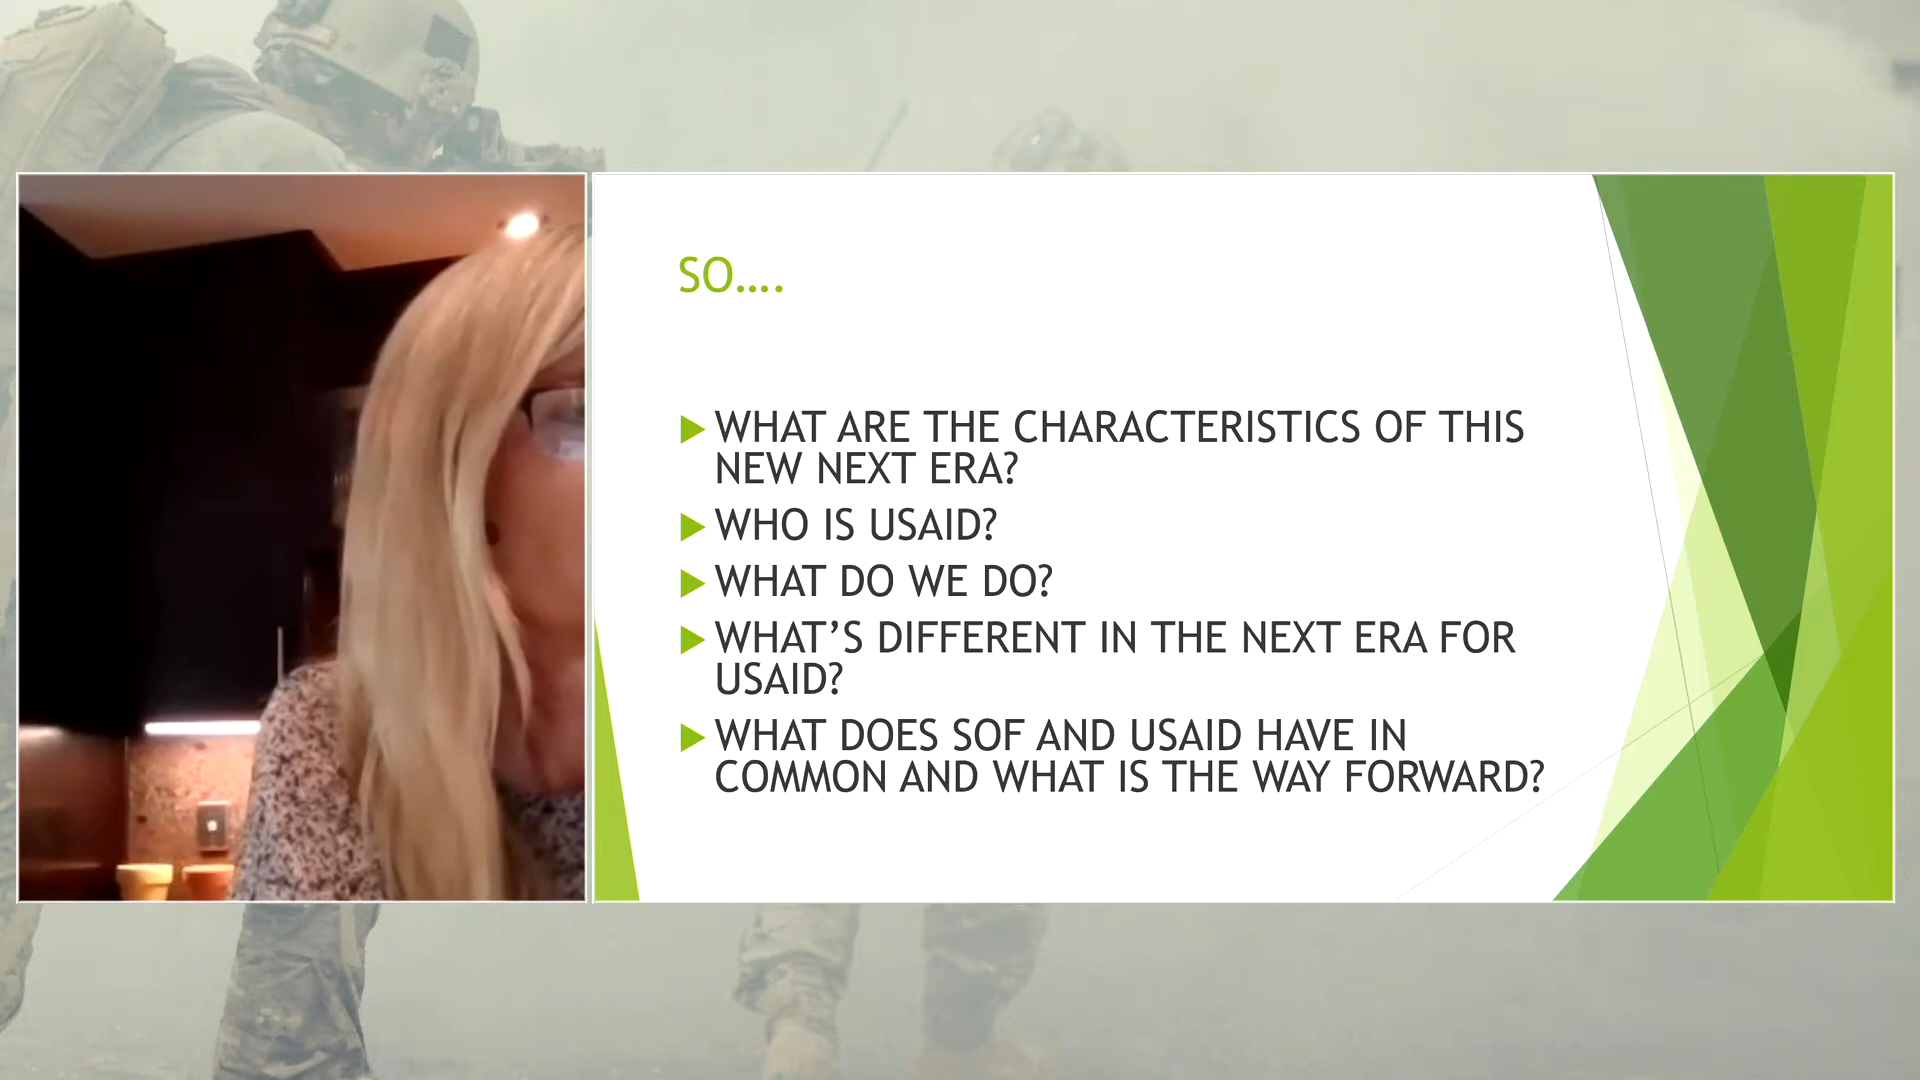 SO....
WHAT ARE THE CHARACTERISTICS OF THIS
NEW NEXT ERA?
WHO IS USAID?
WHAT DO WE DO?
WHAT’S DIFFERENT IN THE NEXT ERA FOR
USAID?
WHAT DOES SOF AND USAID HAVE IN
COMMON AND WHAT IS THE WAY FORWARD?